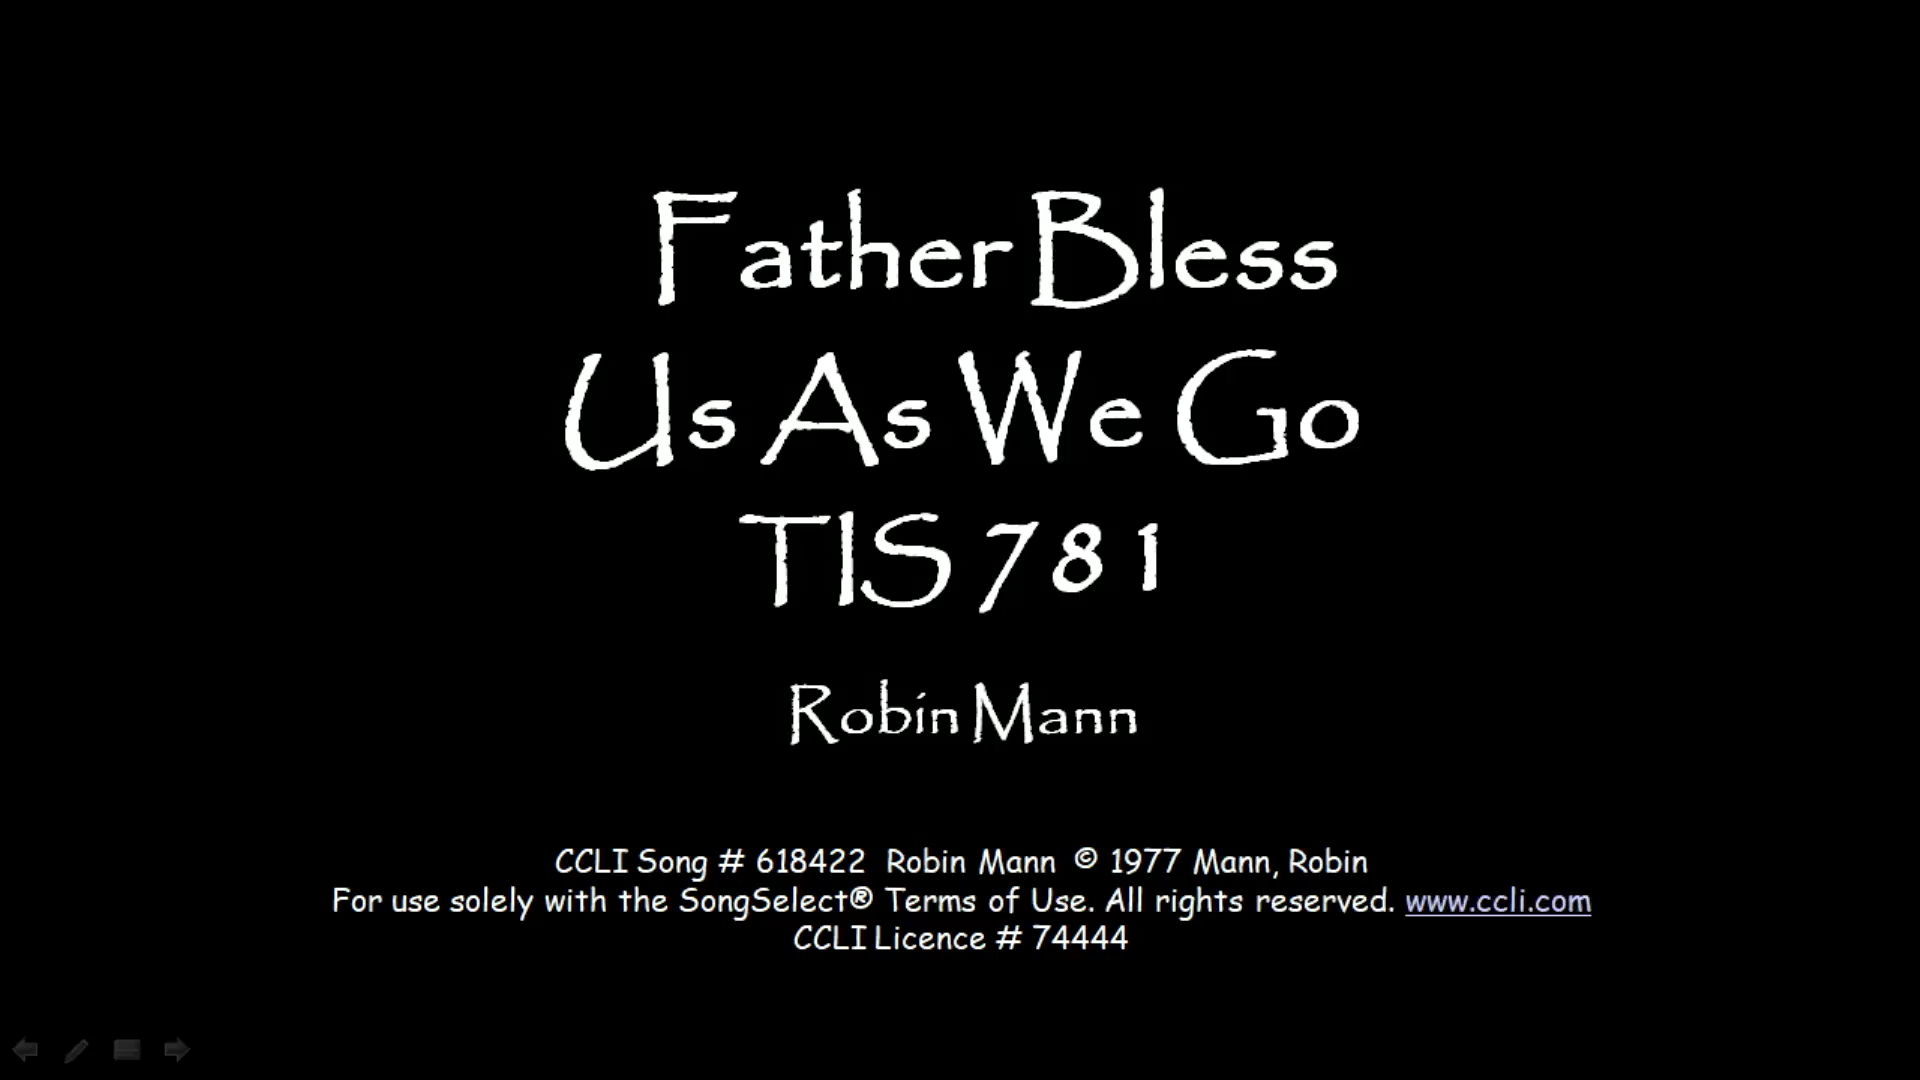 Father Bless
Us As We Go
TIS 781
Robin Mann
CCLI Song # 618422 Robin Mann © 1977 Mann, Robin
For use solely with the SongSelect® Terms of Use. All rights reserved. www.ccli.com
CCLI Licence # 74444